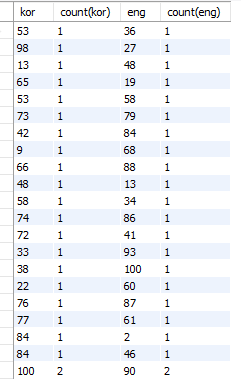 kor count(kor) eng count(eng)
53 1 36 1
98 1 27 1
13 1 48 1
65 1 19 1
53 1 58 1
73 1 79 1
42 1 84 1
9 1 68 1
66 1 88 1
48 1 13 1
58 1 34 1
74 1 86 1
72 1 41 1
33 1 93 1
38 1 100 1
22 1 60 1
76 1 87 1
77 1 61 1
84 1 2 1
84 1 46 1
100 2 90 2